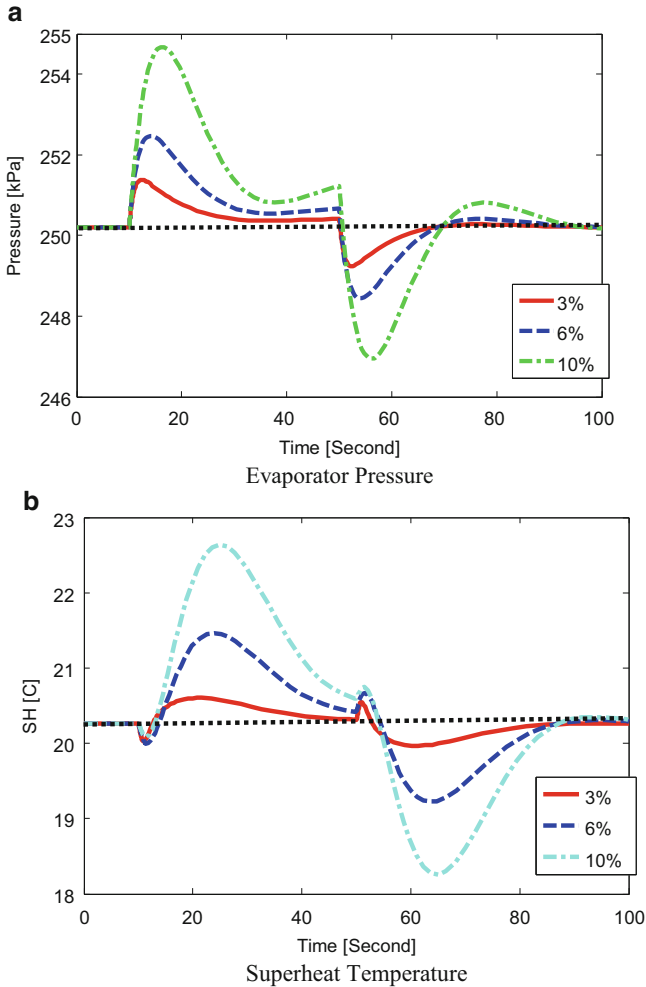 a
255
254
252
250
248
246
Pressure [kPa]
3%
6%
10%
0 20 40 60 80 100
Time [Second]
Evaporator Pressure
b
23
22
21
20
19
18
SH [C]
3%
6%
10%
0 20 40 60 80 100
Time [Second]
Superheat Temperature